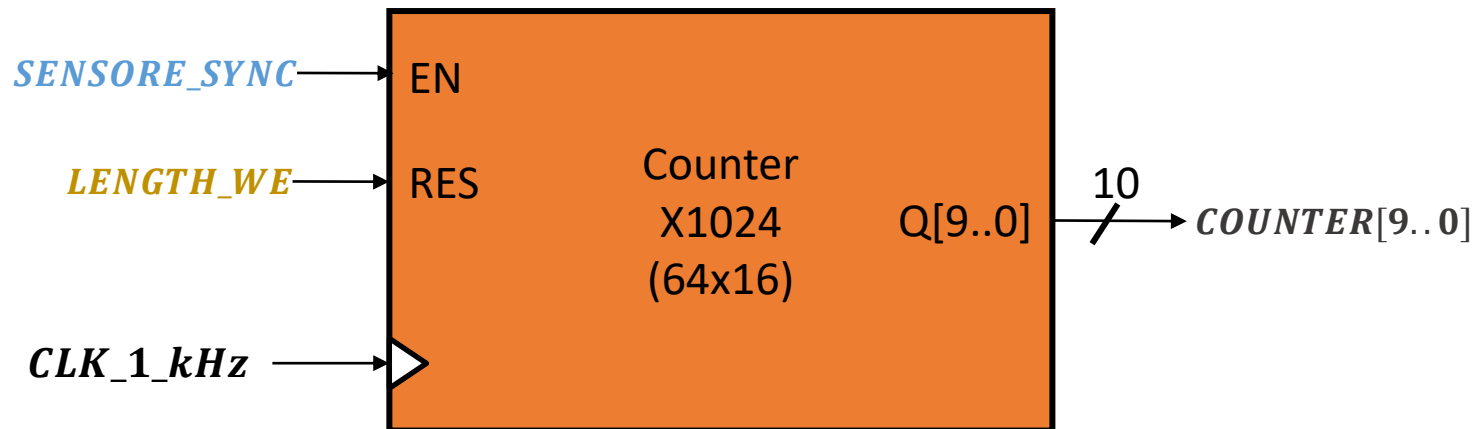 SENSORE_SYNC
EN
LENGTH_WE
RES
Counter
X1024
(64x16)
Q[9..0]
10
COUNTER[9..0]
CLK_1_kHz